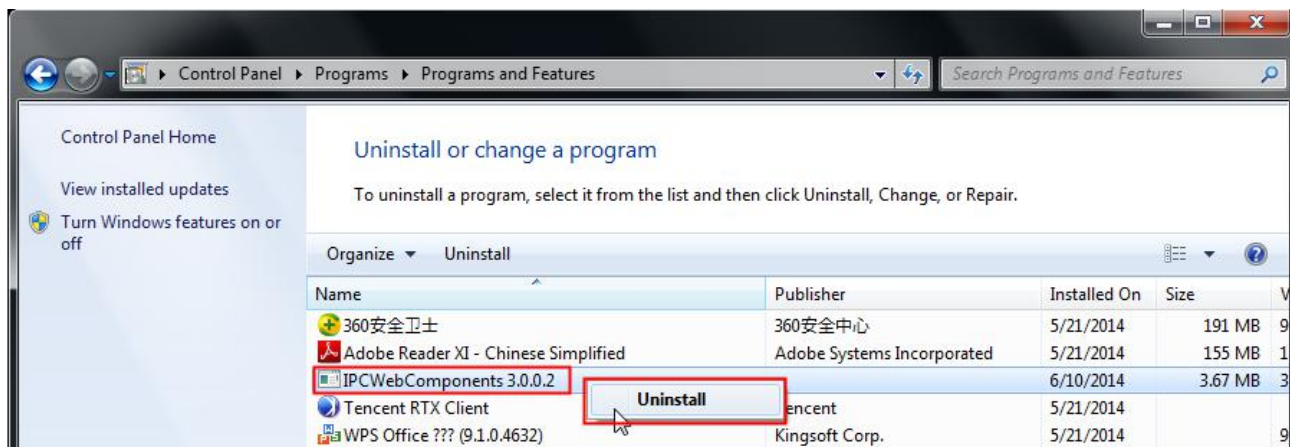 Control Panel ▸ Programs ▸ Programs and Features
Search Programs and Features
Control Panel Home
View installed updates
Turn Windows features on or
off
Uninstall or change a program
To uninstall a program, select it from the list and then click Uninstall, Change, or Repair.
Organize Uninstall
Name Publisher Installed On Size V
360安全卫士 360安全中心 5/21/2014 191 MB 9
Adobe Reader XI - Chinese Simplified Adobe Systems Incorporated 5/21/2014 155 MB 1
IPCWebComponents 3.0.0.2 6/10/2014 3.67 MB 3
Uninstall
Tencent RTX Client encent 5/21/2014
WPS Office ??? (9.1.0.4632) Kingsoft Corp. 5/21/2014 9